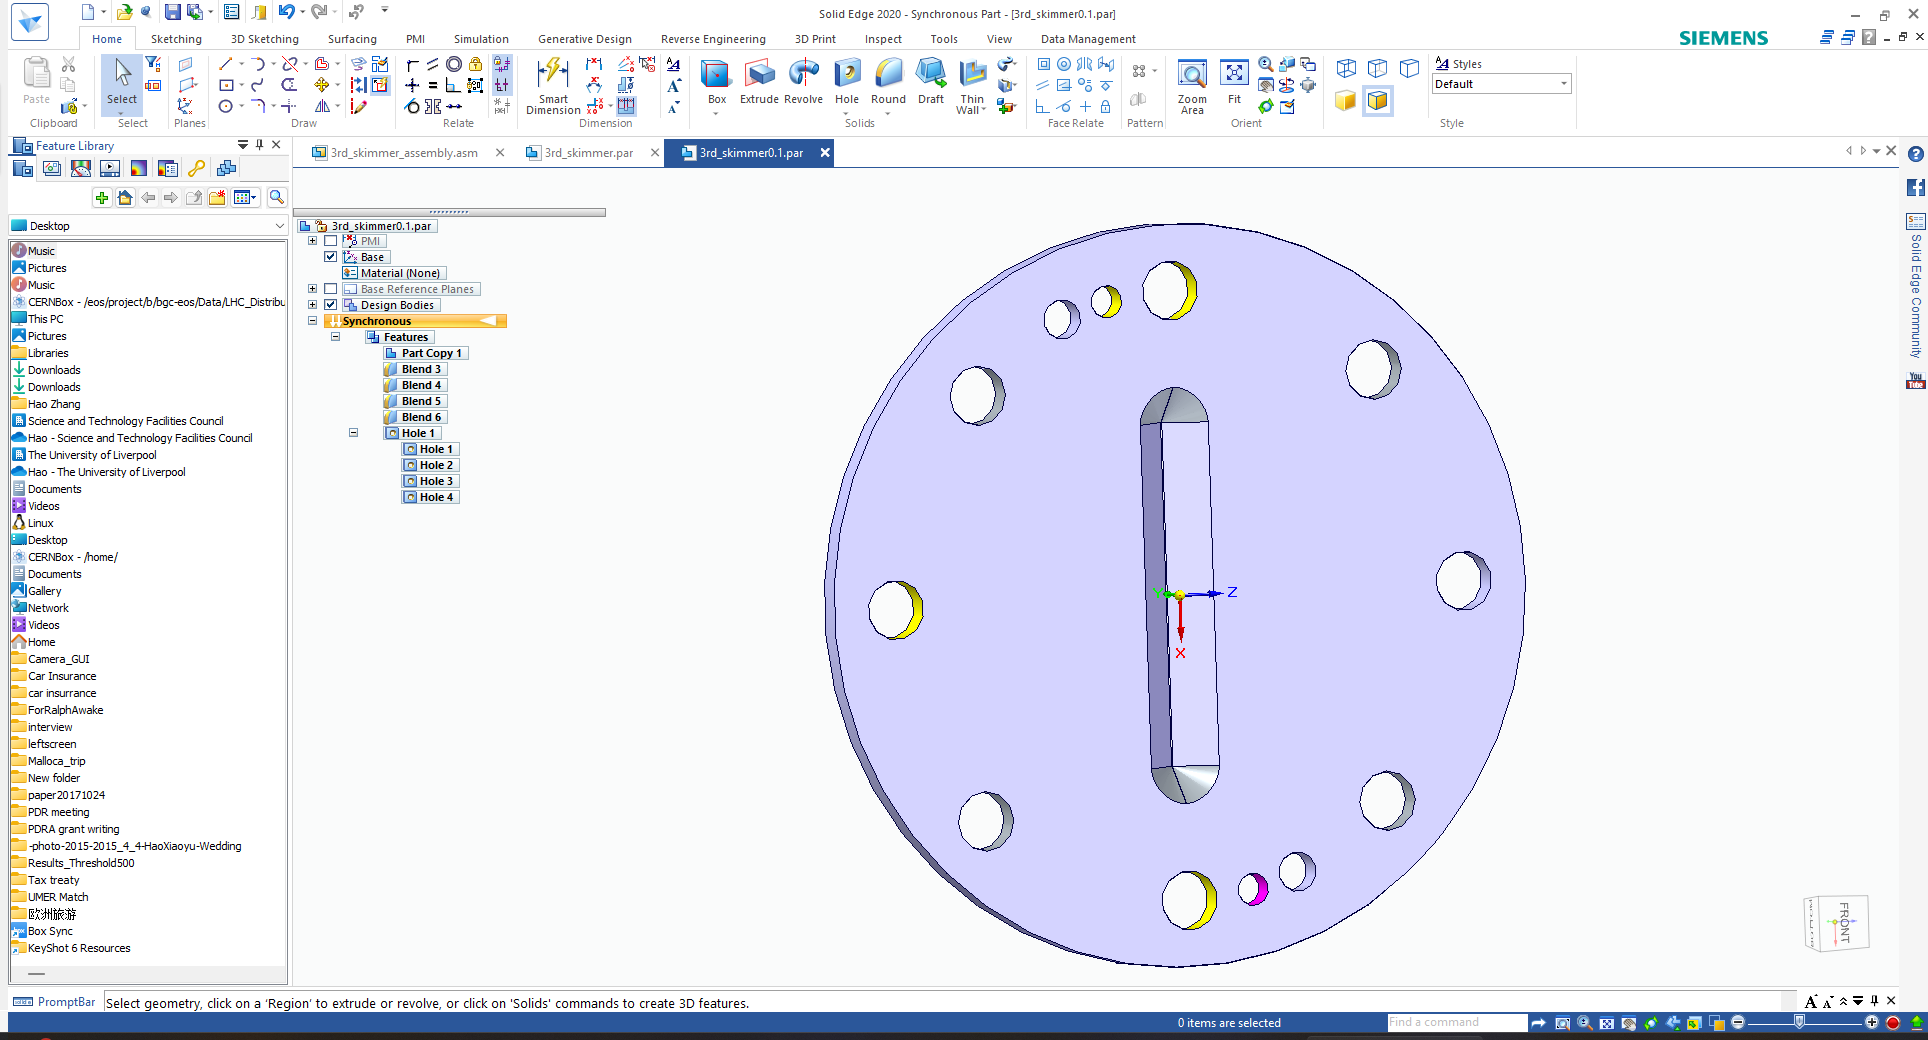 Solid Edge 2020 - Synchronous Part - [3rd_skimmer0.1.par]
Home Sketching 3D Sketching Surfacing PMI Simulation Generative Design Reverse Engineering 3D Print Inspect Tools View Data Management
SIEMENS
Paste
Clipboard
Select
Select
Planes
Draw
Relate
Smart Dimension
Dimension
Box Extrude Revolve Hole Round Draft Thin Wall
Solids
Face Relate
Pattern
Zoom Area
Fit
Orient
Styles
Default
Style
Feature Library
3rd_skimmer_assembly.asm
3rd_skimmer.par
3rd_skimmer0.1.par
Desktop
Music
Pictures
Music
CERNBox - /eos/project/b/bgc-eos/Data/LHC_Distribu
This PC
Pictures
Libraries
Downloads
Downloads
Hao Zhang
Science and Technology Facilities Council
Hao - Science and Technology Facilities Council
The University of Liverpool
Hao - The University of Liverpool
Documents
Videos
Linux
Desktop
CERNBox - /home/
Documents
Gallery
Network
Videos
Home
Camera_GUI
Car Insurance
car insurrance
ForRalphAwake
interview
leftscreen
Malloca_trip
New folder
paper20171024
PDR meeting
PDRA grant writing
-photo-2015-2015_4_4-HaoXiaoyu-Wedding
Results_Threshold500
Tax treaty
UMER Match
欧洲旅游
Box Sync
KeyShot 6 Resources
3rd_skimmer0.1.par
PMI
Base
Material (None)
Base Reference Planes
Design Bodies
Synchronous
Features
Part Copy 1
Blend 3
Blend 4
Blend 5
Blend 6
Hole 1
Hole 1
Hole 2
Hole 3
Hole 4
Y
Z
X
FRONT
Solid Edge Community
You Tube
PromptBar
Select geometry, click on a 'Region' to extrude or revolve, or click on 'Solids' commands to create 3D features.
0 items are selected
Find a command